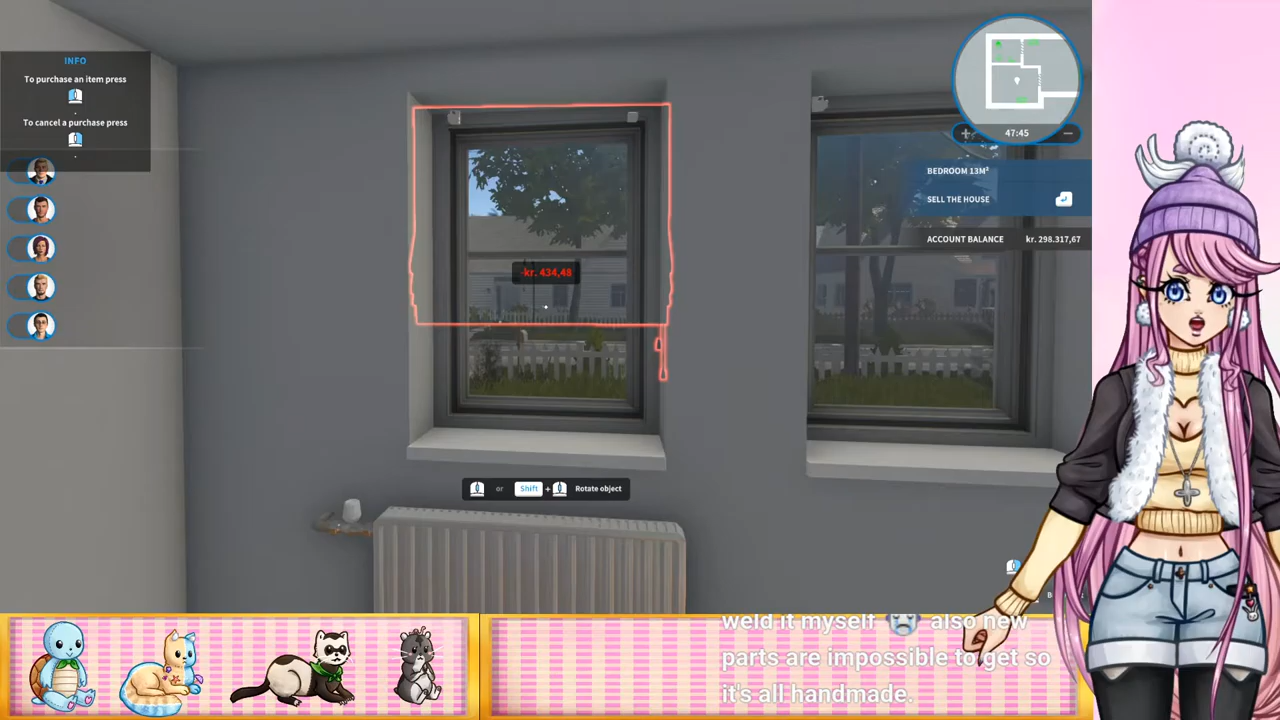 INFO
To purchase an item press
To cancel a purchase press
47:45
BEDROOM 13M²
SELL THE HOUSE
ACCOUNT BALANCE kr. 298.317,67
-kr. 434,48
or Shift + Rotate object
weld it myself 😢 also new
parts are impossible to get so
it's all handmade.